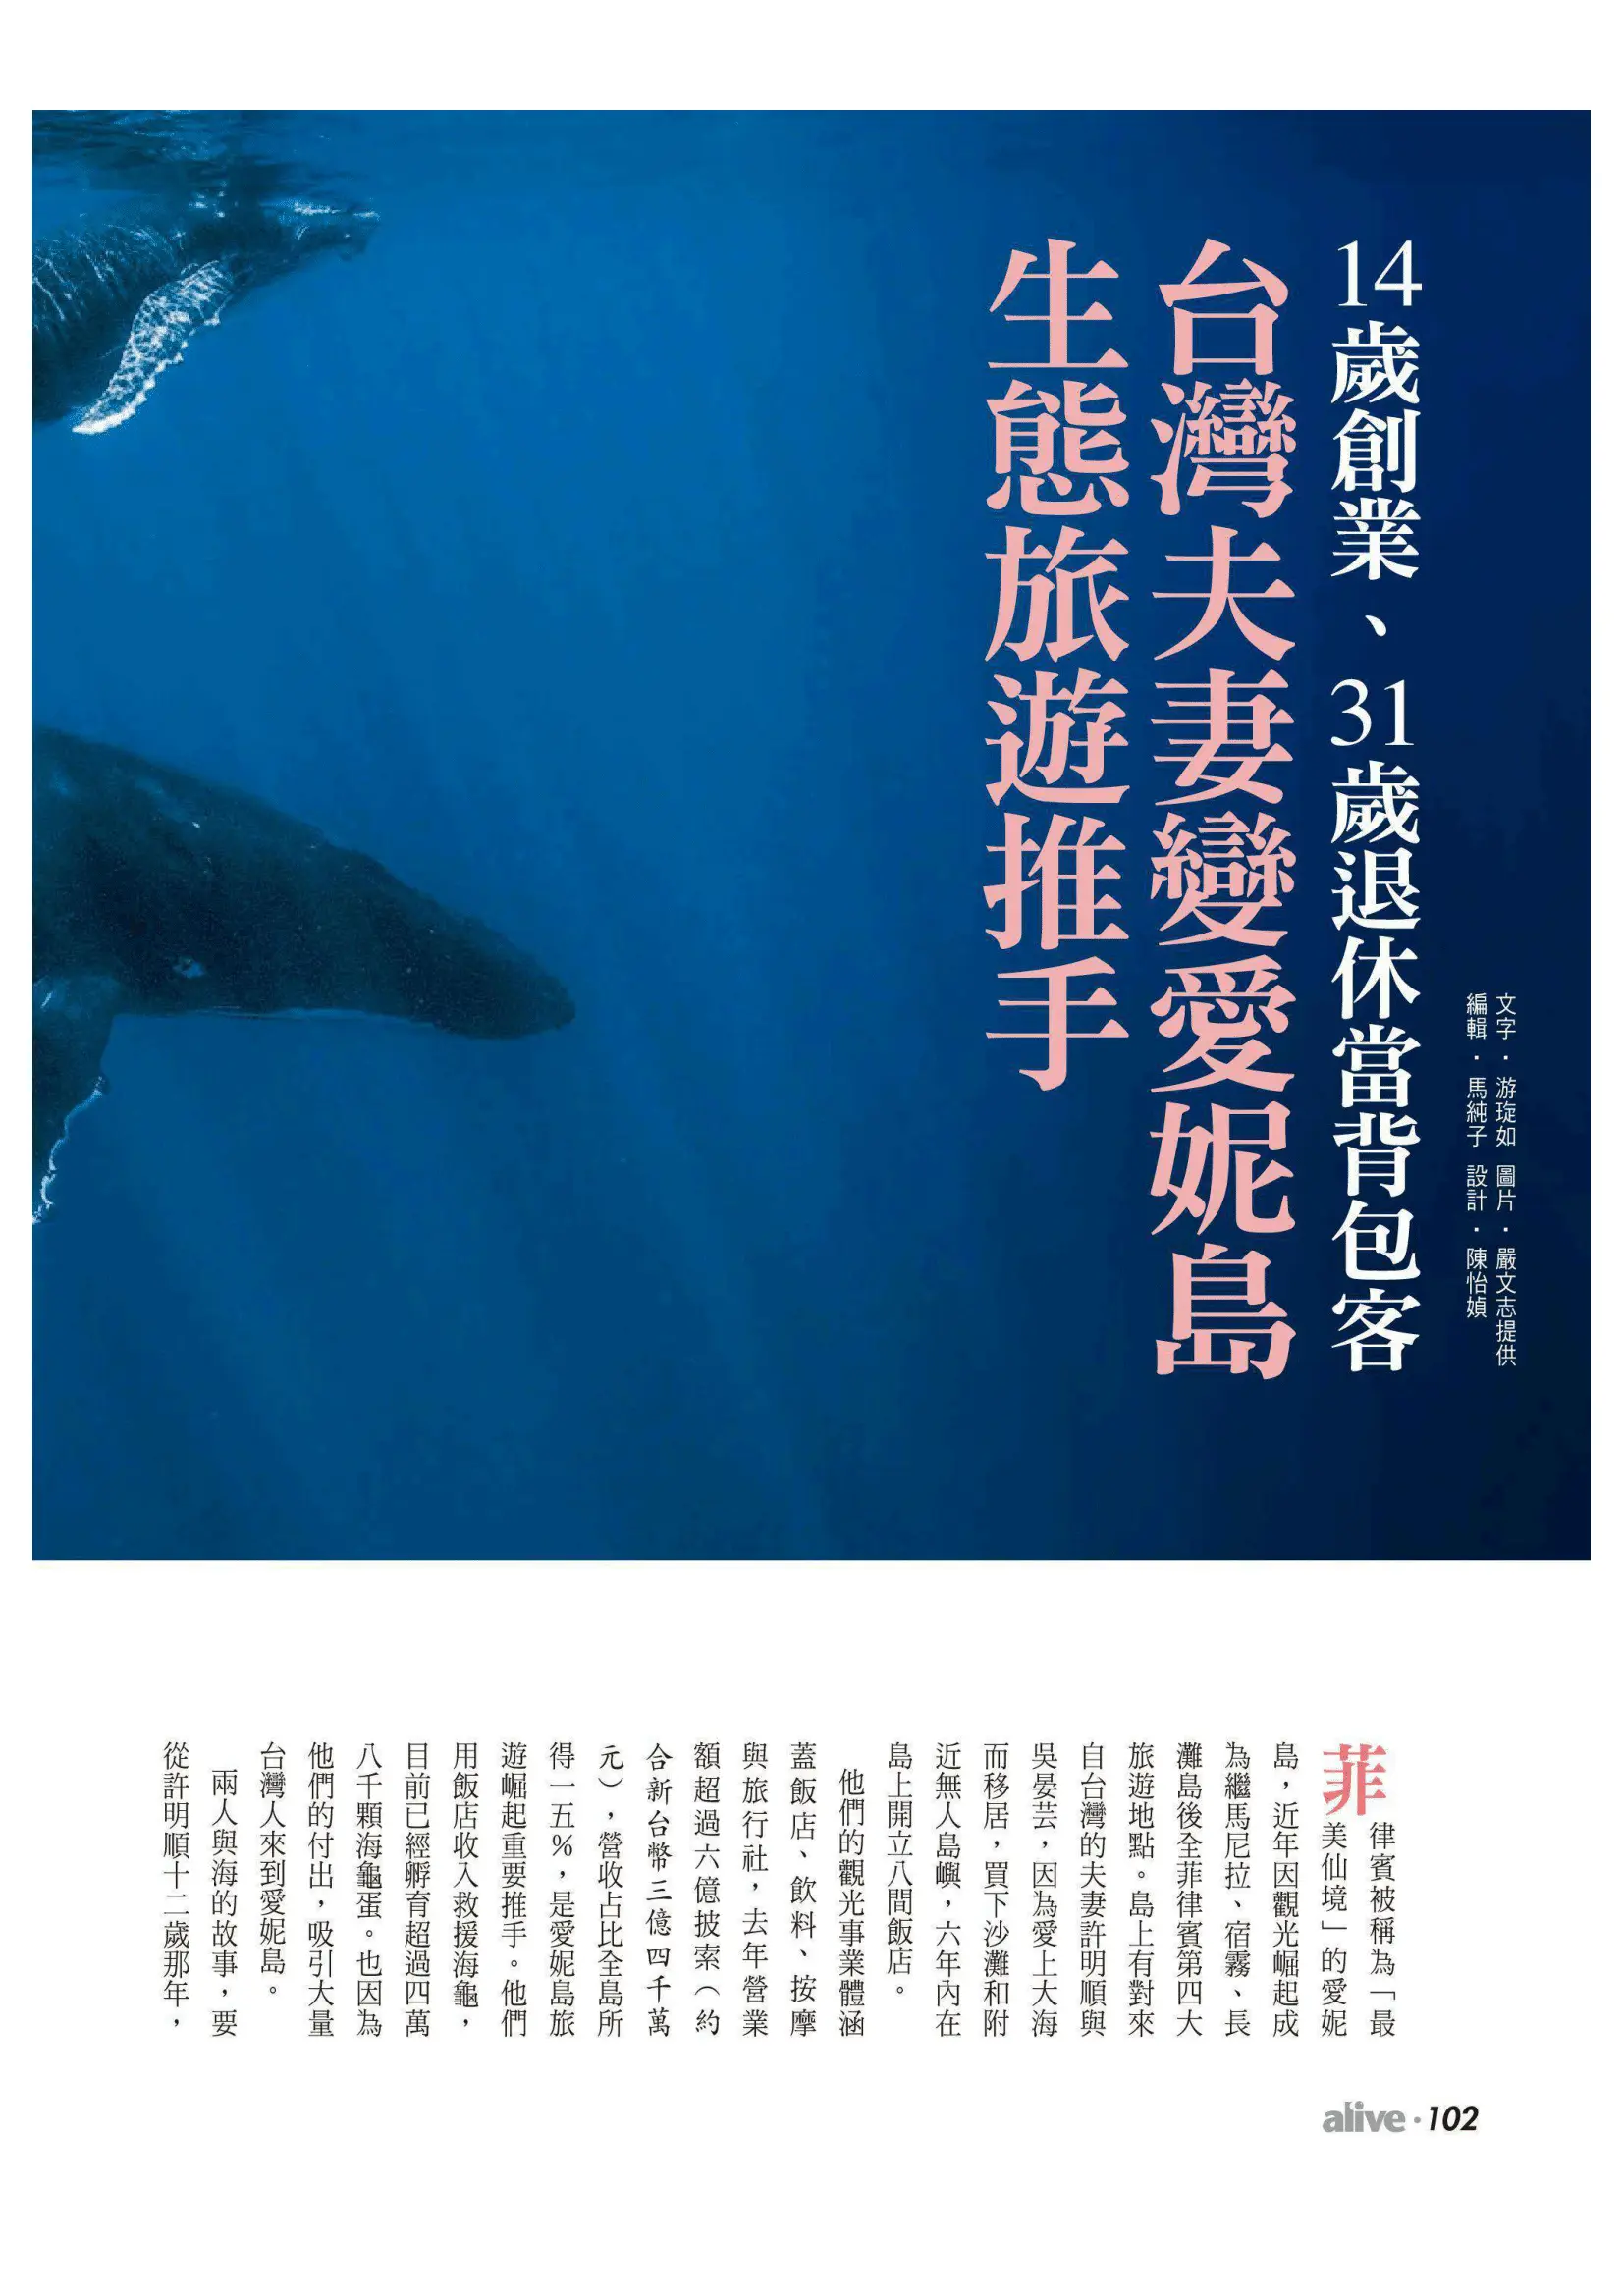 文字．游琁如 圖片．嚴文志提供
編輯．馬純子 設計．陳怡媜
14歲創業、31歲退休當背包客
台灣夫妻變愛妮島
生態旅遊推手
菲律賓被稱為「最
美仙境」的愛妮
島，近年因觀光崛起成
為繼馬尼拉、宿霧、長
灘島後全菲律賓第四大
旅遊地點。島上有對來
自台灣的夫妻許明順與
吳晏芸，因為愛上大海
而移居，買下沙灘和附
近無人島嶼，六年內在
島上開立八間飯店。
他們的觀光事業體涵
蓋飯店、飲料、按摩
與旅行社，去年營業
額超過六億披索（約
合新台幣三億四千萬
元），營收占比全島所
得一五％，是愛妮島旅
遊崛起重要推手。他們
用飯店收入救援海龜，
目前已經孵育超過四萬
八千顆海龜蛋。也因為
他們的付出，吸引大量
台灣人來到愛妮島。
兩人與海的故事，要
從許明順十二歲那年，
alive・102